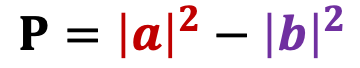 P = |a|² − |b|²